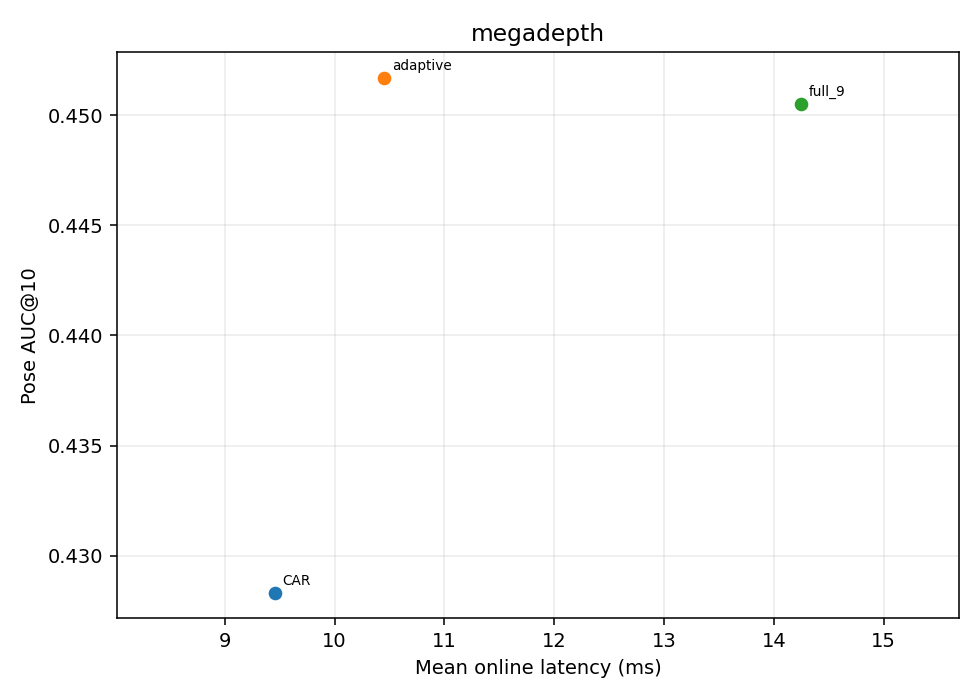 megadepth
adaptive
full_9
CAR
0.450
0.445
0.440
0.435
0.430
Pose AUC@10
9 10 11 12 13 14 15
Mean online latency (ms)